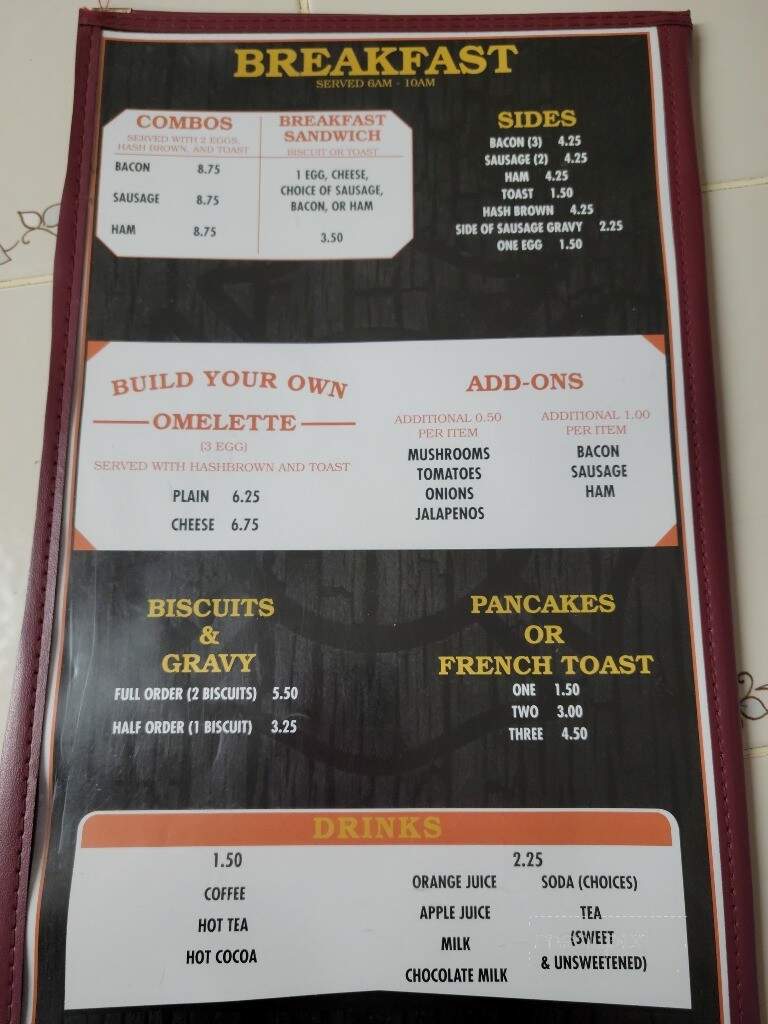 BREAKFAST
SERVED 6AM - 10AM
COMBOS
SERVED WITH 2 EGGS,
HASH BROWN, AND TOAST
BACON 8.75
SAUSAGE 8.75
HAM 8.75
BREAKFAST
SANDWICH
BISCUIT OR TOAST
1 EGG, CHEESE,
CHOICE OF SAUSAGE,
BACON, OR HAM
3.50
SIDES
BACON (3) 4.25
SAUSAGE (2) 4.25
HAM 4.25
TOAST 1.50
HASH BROWN 4.25
SIDE OF SAUSAGE GRAVY 2.25
ONE EGG 1.50
BUILD YOUR OWN
OMELETTE
(3 EGG)
SERVED WITH HASHBROWN AND TOAST
PLAIN 6.25
CHEESE 6.75
ADD-ONS
ADDITIONAL 0.50
PER ITEM
MUSHROOMS
TOMATOES
ONIONS
JALAPENOS
ADDITIONAL 1.00
PER ITEM
BACON
SAUSAGE
HAM
BISCUITS
&
GRAVY
FULL ORDER (2 BISCUITS) 5.50
HALF ORDER (1 BISCUIT) 3.25
PANCAKES
OR
FRENCH TOAST
ONE 1.50
TWO 3.00
THREE 4.50
DRINKS
1.50
COFFEE
HOT TEA
HOT COCOA
2.25
ORANGE JUICE
APPLE JUICE
MILK
CHOCOLATE MILK
SODA (CHOICES)
TEA
(SWEET
& UNSWEETENED)